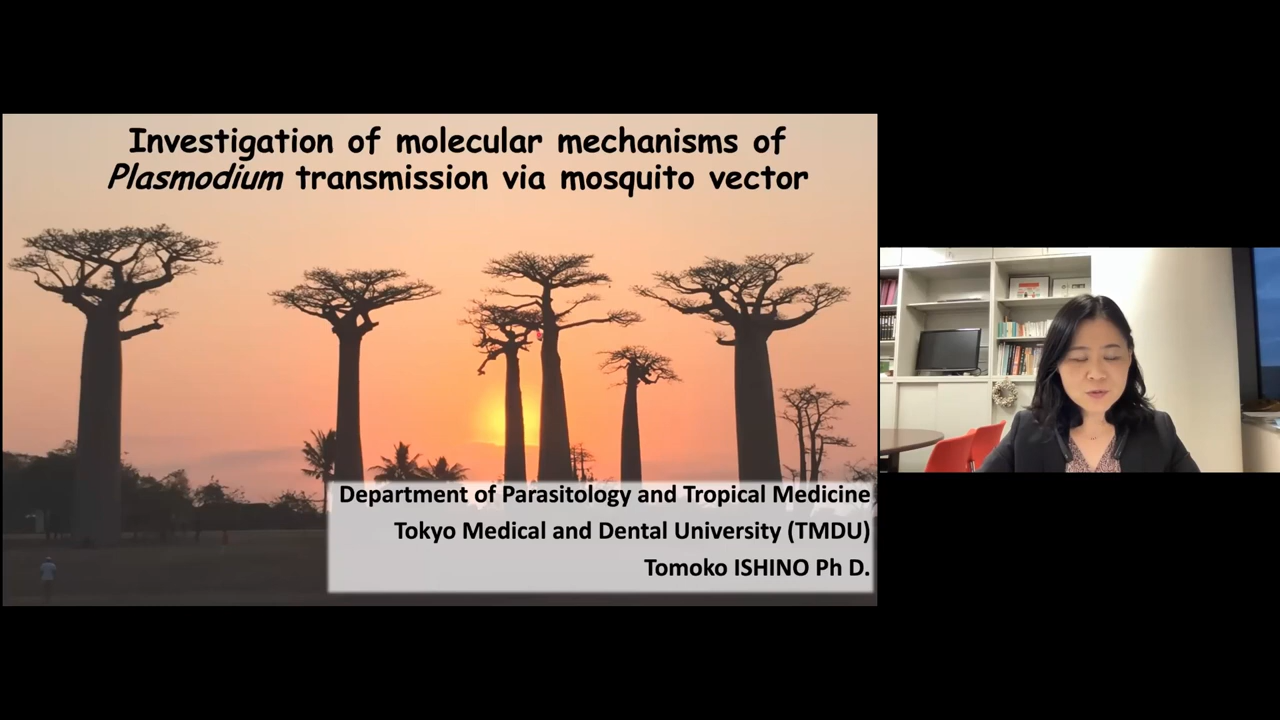 Investigation of molecular mechanisms of
Plasmodium transmission via mosquito vector
Department of Parasitology and Tropical Medicine
Tokyo Medical and Dental University (TMDU)
Tomoko ISHINO Ph D.